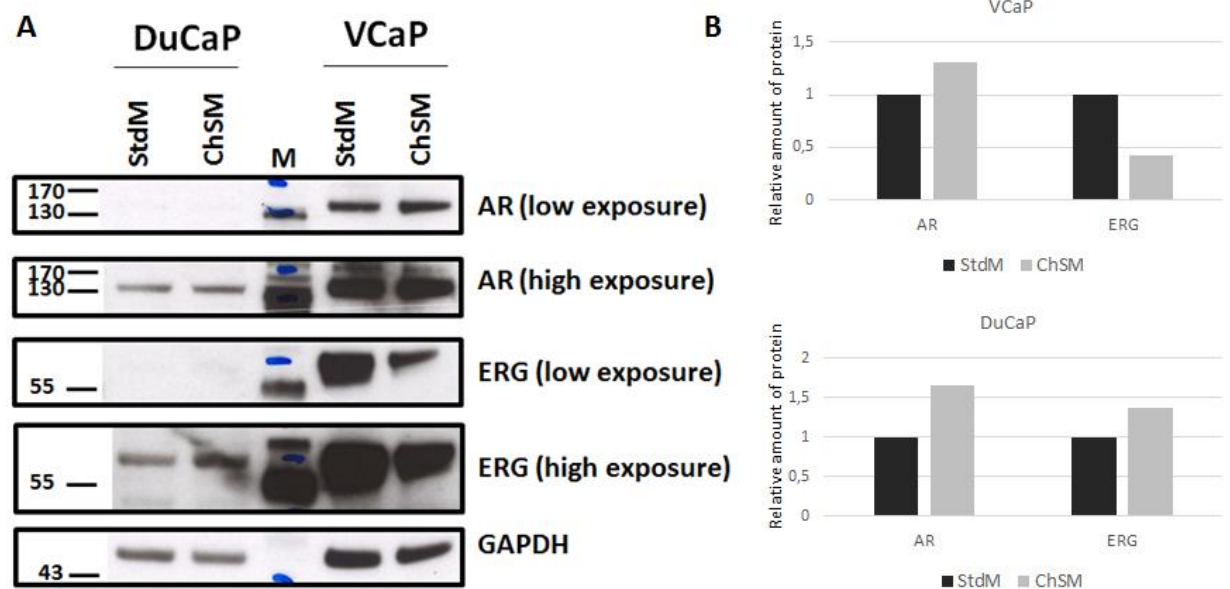 A
DuCaP
VCaP
StdM
ChSM
M
StdM
ChSM
170
130
AR (low exposure)
170
130
AR (high exposure)
55
ERG (low exposure)
55
ERG (high exposure)
43
GAPDH
B
VCaP
Relative amount of protein
1,5
1
0,5
0
AR
ERG
StdM
ChSM
DuCaP
Relative amount of protein
2
1,5
1
0,5
0
AR
ERG
StdM
ChSM